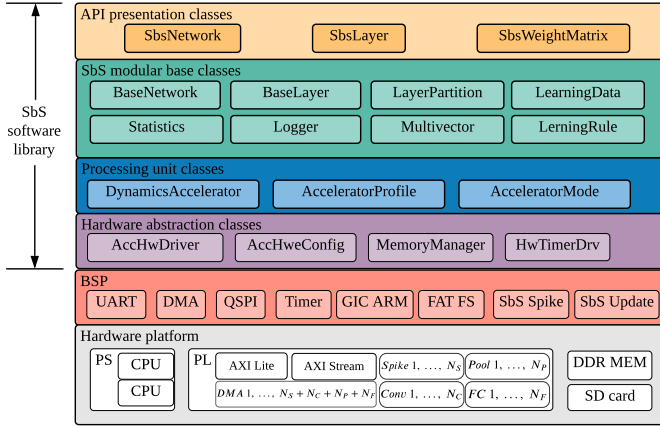 API presentation classes
SbsNetwork SbsLayer SbsWeightMatrix
SbS modular base classes
BaseNetwork BaseLayer LayerPartition LearningData
Statistics Logger Multivector LerningRule
SbS
software
library
Processing unit classes
DynamicsAccelerator AcceleratorProfile AcceleratorMode
Hardware abstraction classes
AccHwDriver AccHweConfig MemoryManager HwTimerDrv
BSP
UART DMA QSPI Timer GIC ARM FAT FS SbS Spike SbS Update
Hardware platform
PS CPU
CPU
PL AXI Lite AXI Stream Spike 1, …, N_S Pool 1, …, N_P
DMA 1, …, N_S + N_C + N_P + N_F Conv 1, …, N_C FC 1, …, N_F
DDR MEM
SD card